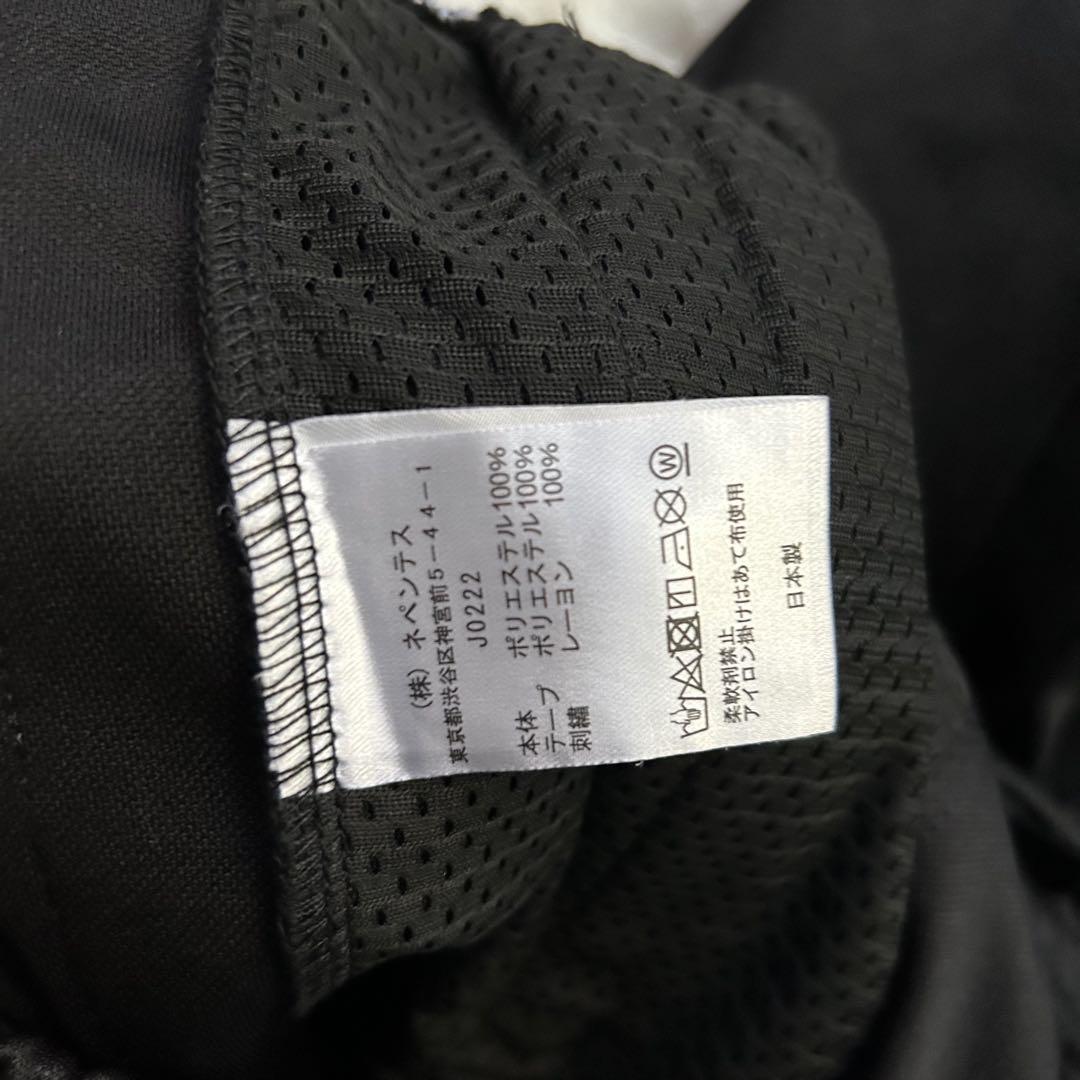 (株) ネペンテス
東京都渋谷区神宮前5-44-1
J0222
本体 ポリエステル100%
テープ ポリエステル100%
刺繍 レーヨン 100%
W
柔軟剤禁止
アイロン掛けはあて布使用
日本製